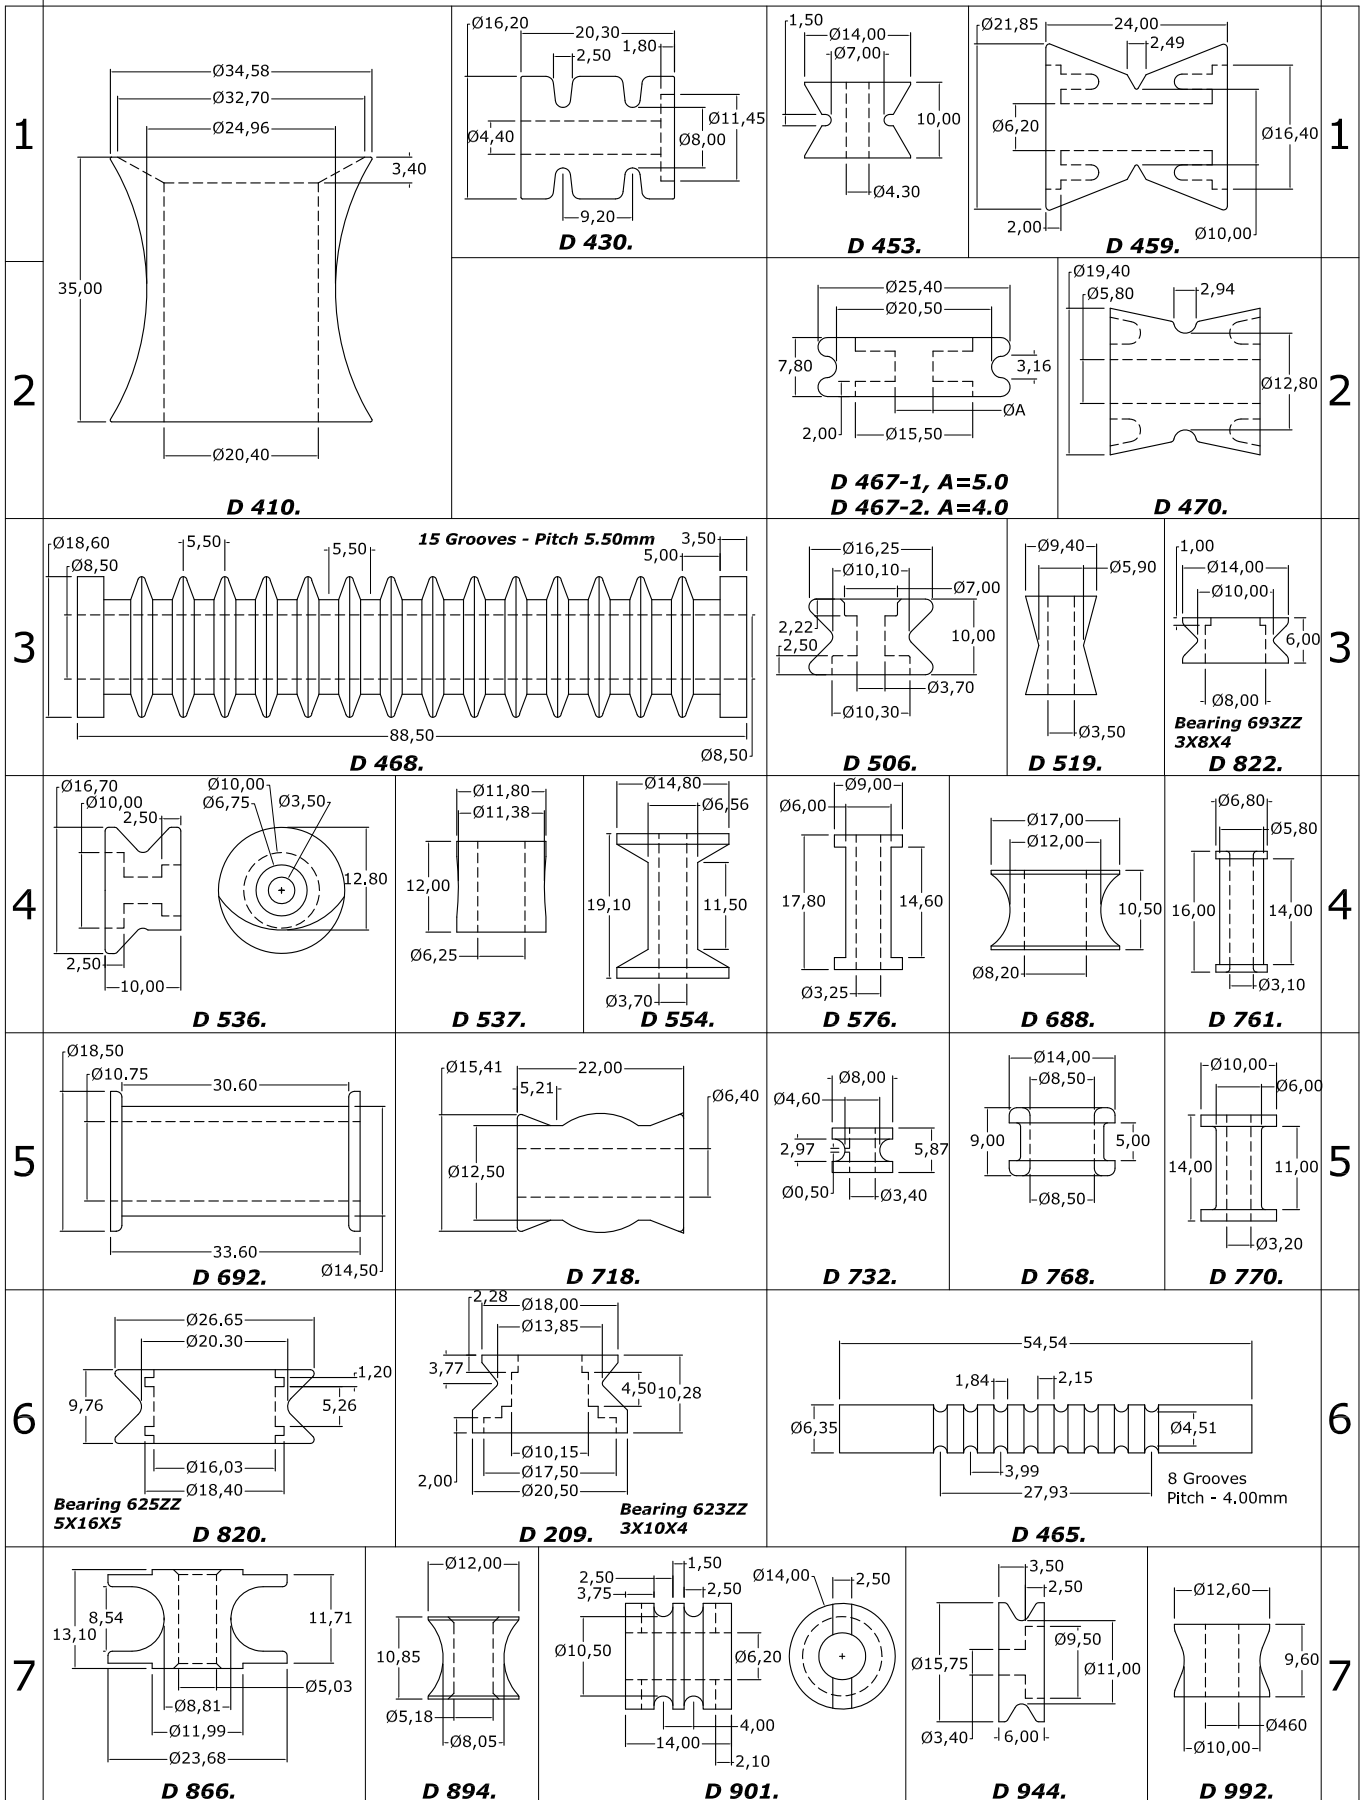 1
Ø34,58
Ø32,70
Ø24,96
3,40
35,00
Ø20,40
D 410.
Ø16,20
20,30
1,80
2,50
Ø11,45
Ø4,40
Ø8,00
9,20
D 430.
1,50
Ø14,00
Ø7,00
10,00
Ø4.30
D 453.
Ø21,85
24,00
2,49
Ø6,20
Ø16,40
2,00
Ø10,00
D 459.
1
2
Ø25,40
Ø20,50
7,80
3,16
ØA
2,00
Ø15,50
D 467-1, A=5.0
D 467-2. A=4.0
Ø19,40
Ø5,80
2,94
Ø12,80
D 470.
2
3
Ø18,60
Ø8,50
5,50
5,50
15 Grooves - Pitch 5.50mm
3,50
5,00
88,50
Ø8,50
D 468.
Ø16,25
Ø10,10
Ø7,00
2,22
2,50
10,00
Ø3,70
Ø10,30
D 506.
Ø9,40
Ø5,90
Ø3,50
D 519.
1,00
Ø14,00
Ø10,00
6,00
Ø8,00
Bearing 693ZZ
3X8X4
D 822.
3
4
Ø16,70
Ø10,00
2,50
Ø10,00
Ø6,75
Ø3,50
12.80
2,50
10,00
D 536.
Ø11,80
Ø11,38
12,00
Ø6,25
D 537.
Ø14,80
Ø6,56
19,10
11,50
Ø3,70
D 554.
Ø9,00
Ø6,00
17,80
14,60
Ø3,25
D 576.
Ø17,00
Ø12,00
10,50
Ø8,20
D 688.
Ø6,80
Ø5,80
16,00
14,00
Ø3,10
D 761.
4
5
Ø18,50
Ø10.75
30.60
33.60
Ø14,50
D 692.
Ø15,41
22,00
5,21
Ø6,40
Ø12,50
D 718.
Ø8,00
Ø4,60
2,97
5,87
Ø0,50
Ø3,40
D 732.
Ø14,00
Ø8,50
9,00
5,00
Ø8,50
D 768.
Ø10,00
Ø6,00
14,00
11,00
Ø3,20
D 770.
5
6
Ø26.65
Ø20.30
1,20
9,76
5,26
Ø16,03
Ø18,40
Bearing 625ZZ
5X16X5
D 820.
2,28
Ø18,00
Ø13,85
3,77
4,50
10,28
Ø10,15
2,00
Ø17,50
Ø20,50
Bearing 623ZZ
3X10X4
D 209.
54,54
1,84
2,15
Ø6,35
Ø4,51
3,99
27,93
8 Grooves
Pitch - 4.00mm
D 465.
6
7
8,54
13,10
11,71
Ø5,03
Ø8,81
Ø11,99
Ø23,68
D 866.
Ø12,00
10,85
Ø5,18
Ø8,05
D 894.
1,50
2,50
3,75
2,50
Ø10,50
Ø6,20
4,00
14,00
2,10
Ø14,00
2,50
D 901.
3,50
2,50
Ø15,75
Ø9,50
Ø11,00
Ø3,40
6,00
D 944.
Ø12,60
9,60
Ø460
Ø10,00
D 992.
7